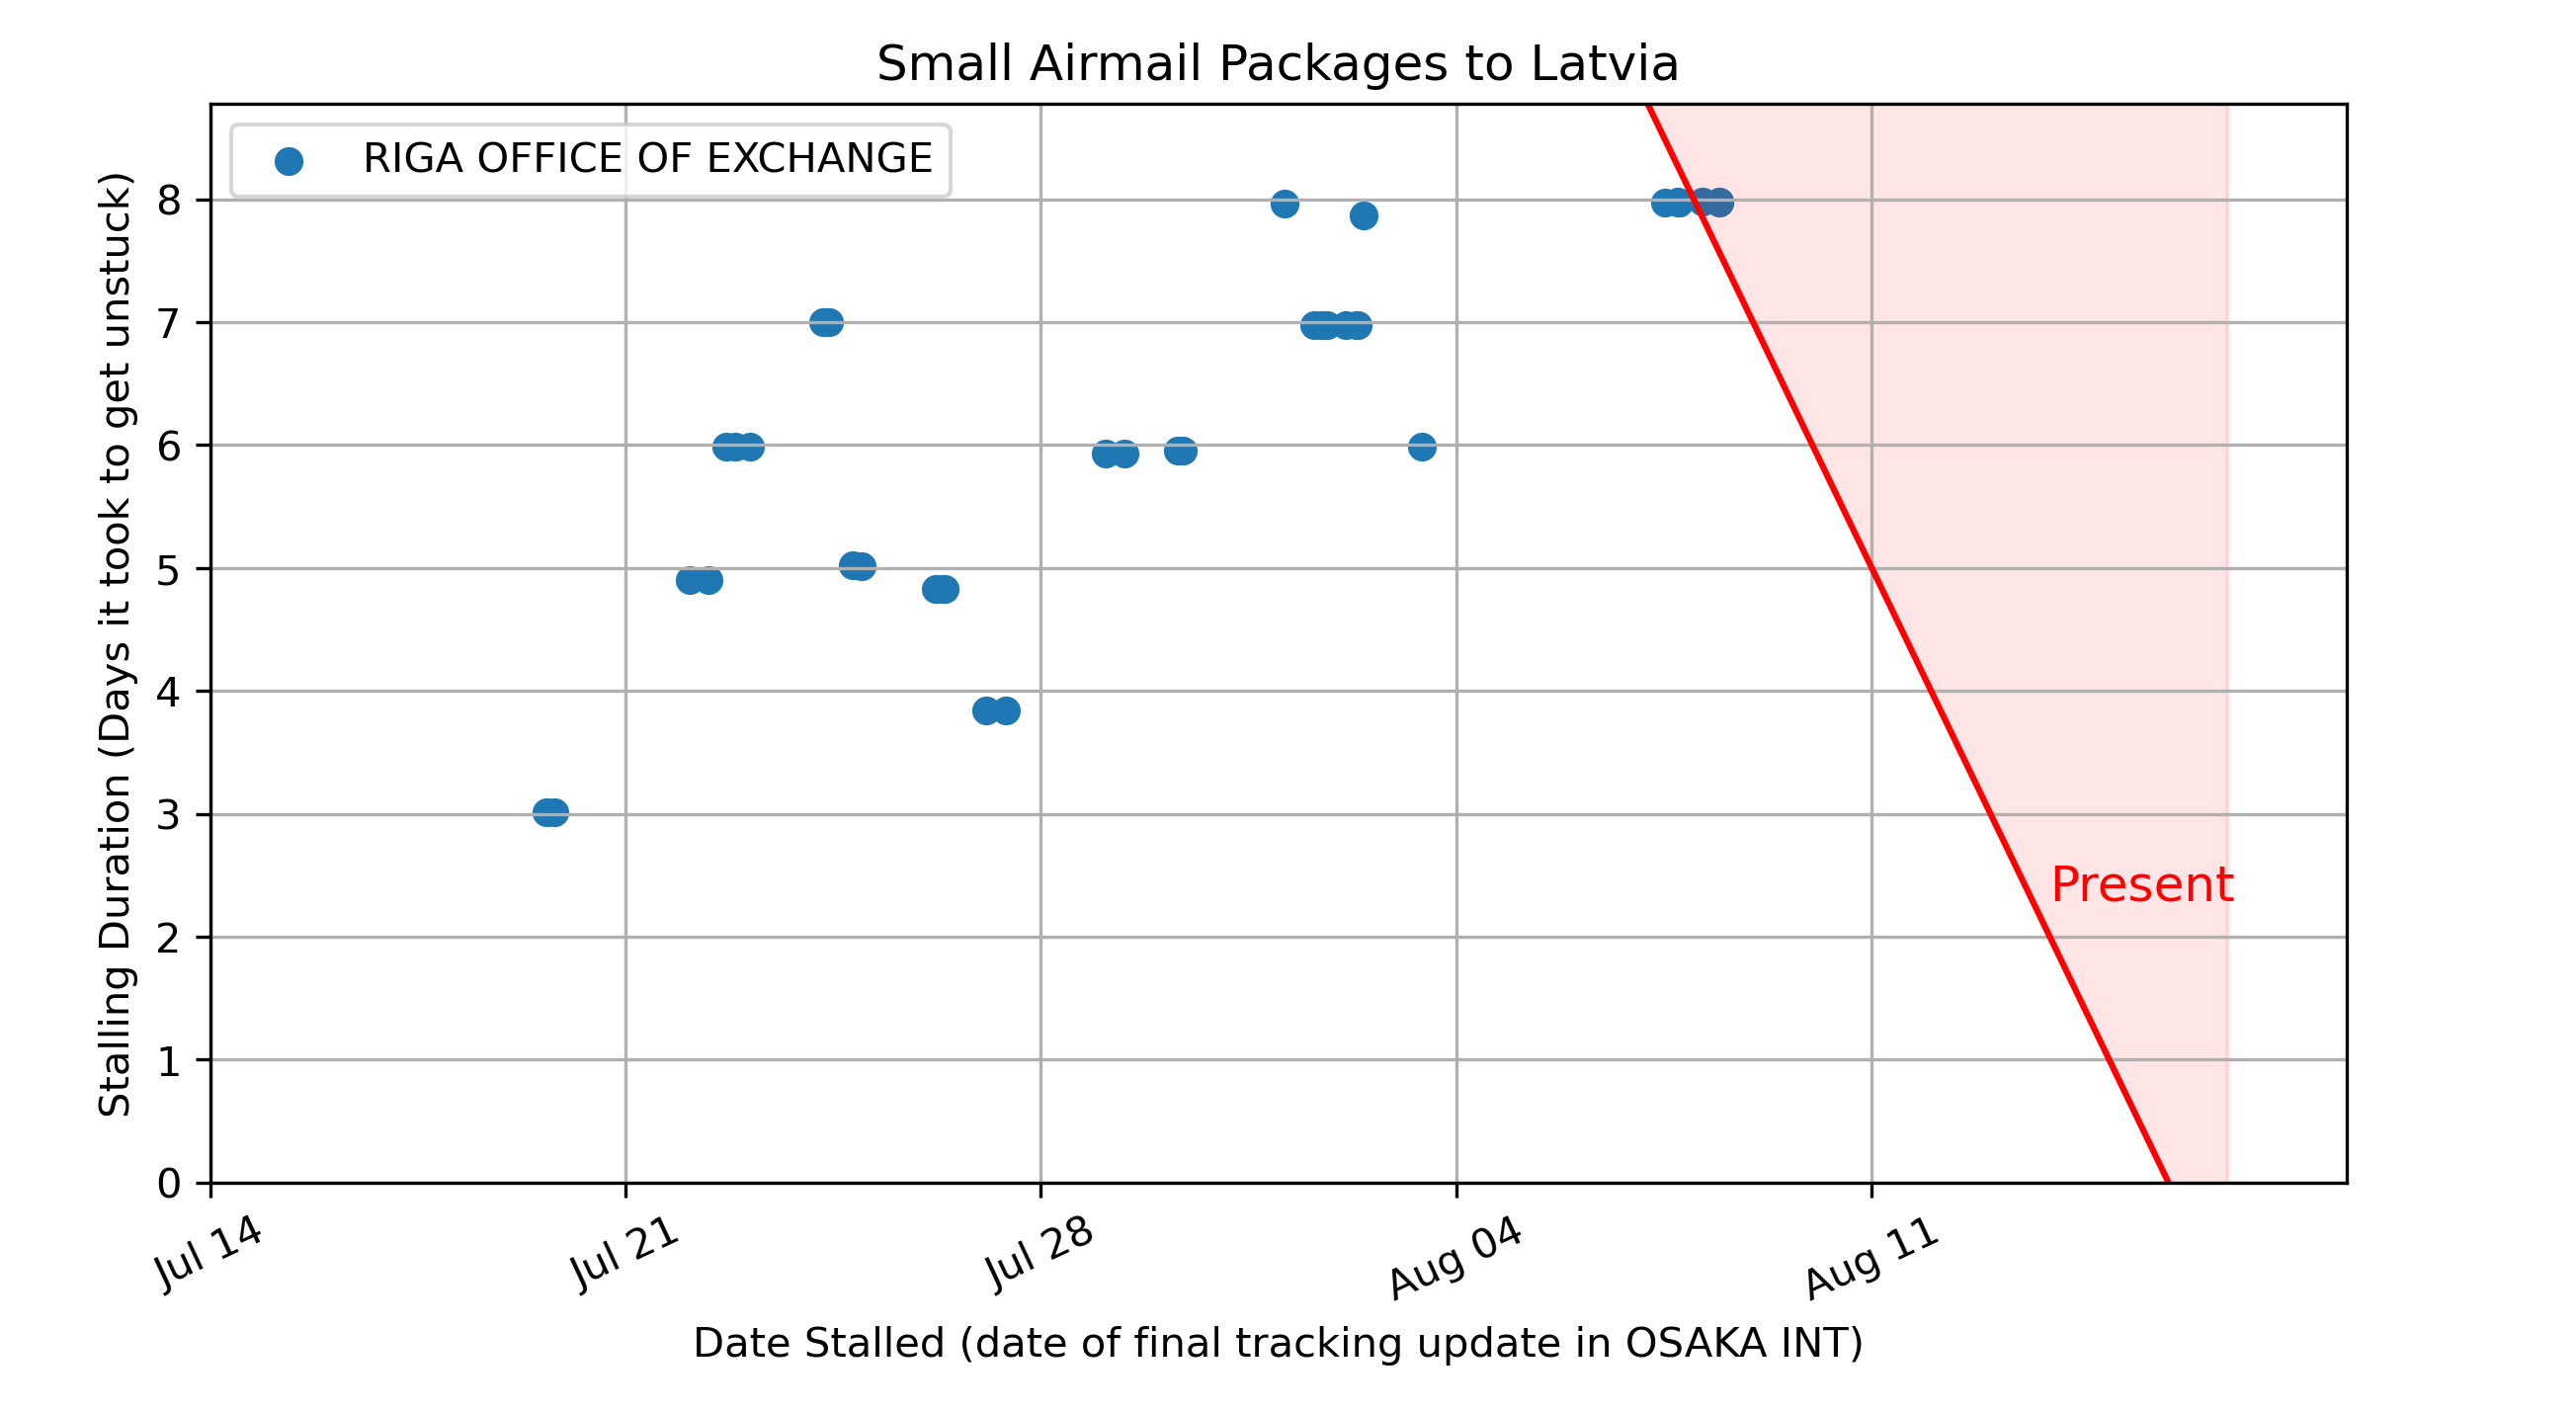 Small Airmail Packages to Latvia
RIGA OFFICE OF EXCHANGE
Stalling Duration (Days it took to get unstuck)
8
7
6
5
4
3
2
1
0
Present
Jul 14
Jul 21
Jul 28
Aug 04
Aug 11
Date Stalled (date of final tracking update in OSAKA INT)